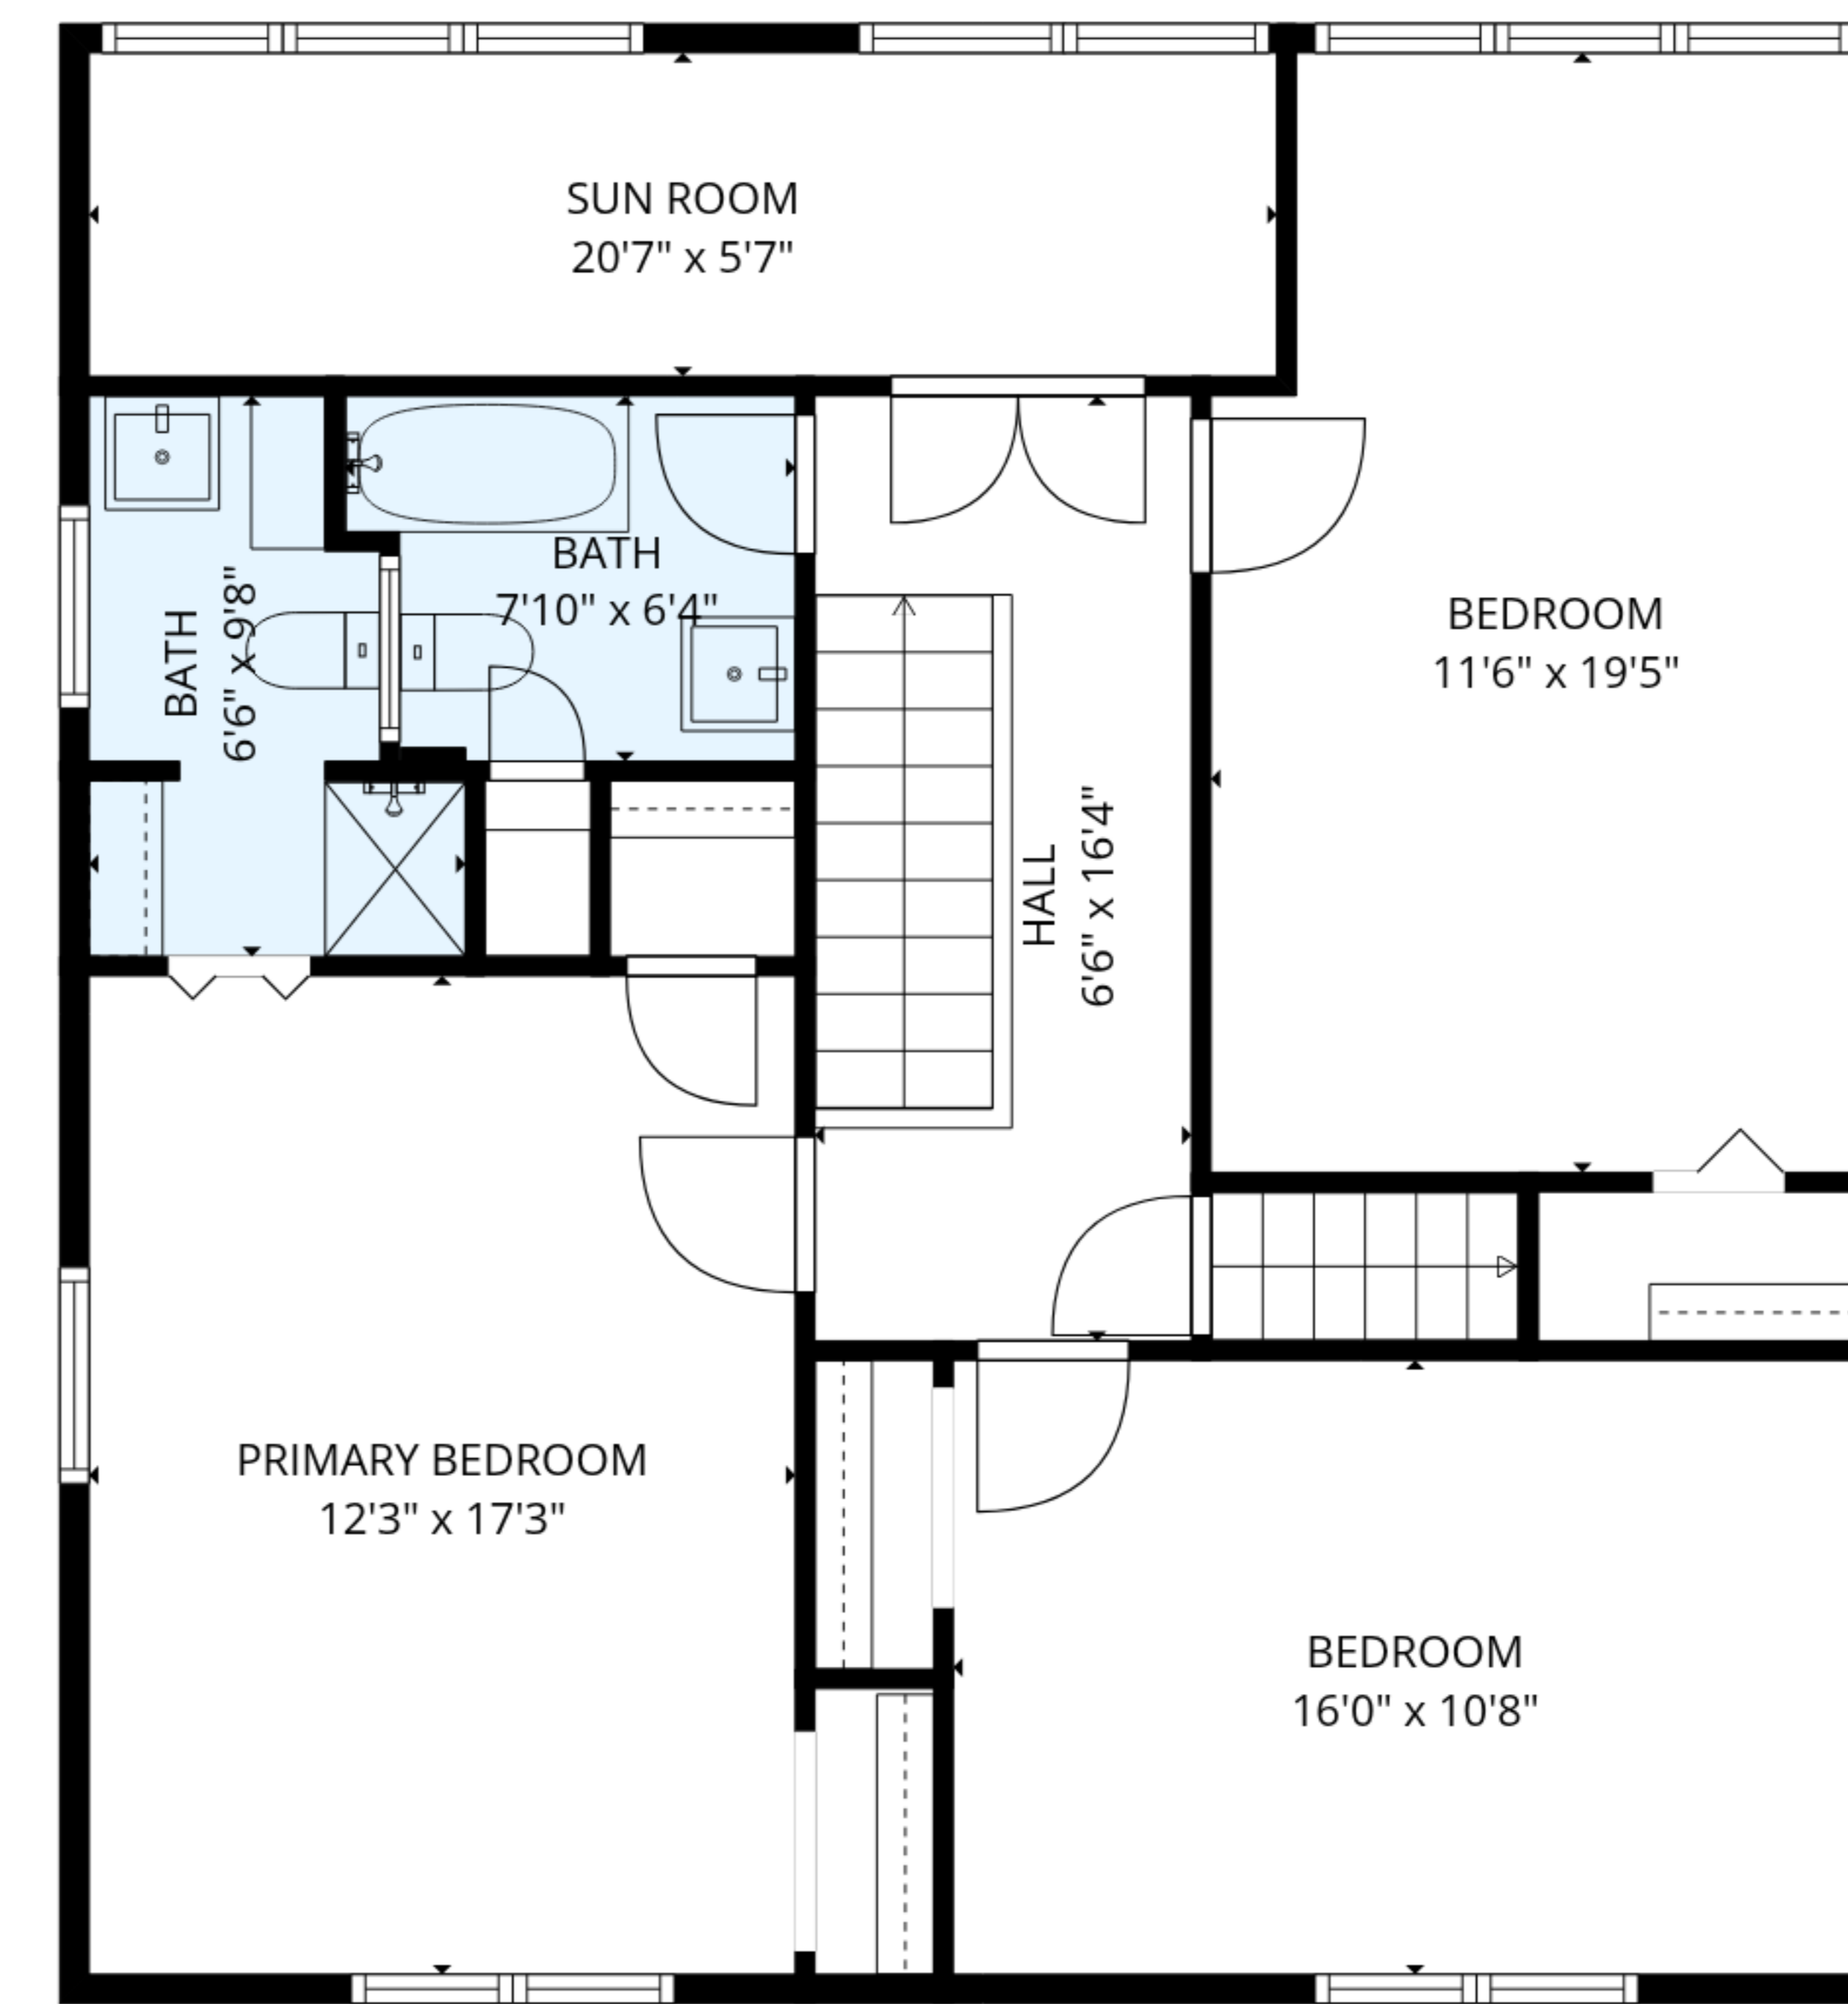 SUN ROOM
20'7" x 5'7"
BATH
7'10" x 6'4"
BATH
6'6" x 9'8"
BEDROOM
11'6" x 19'5"
HALL
6'6" x 16'4"
PRIMARY BEDROOM
12'3" x 17'3"
BEDROOM
16'0" x 10'8"